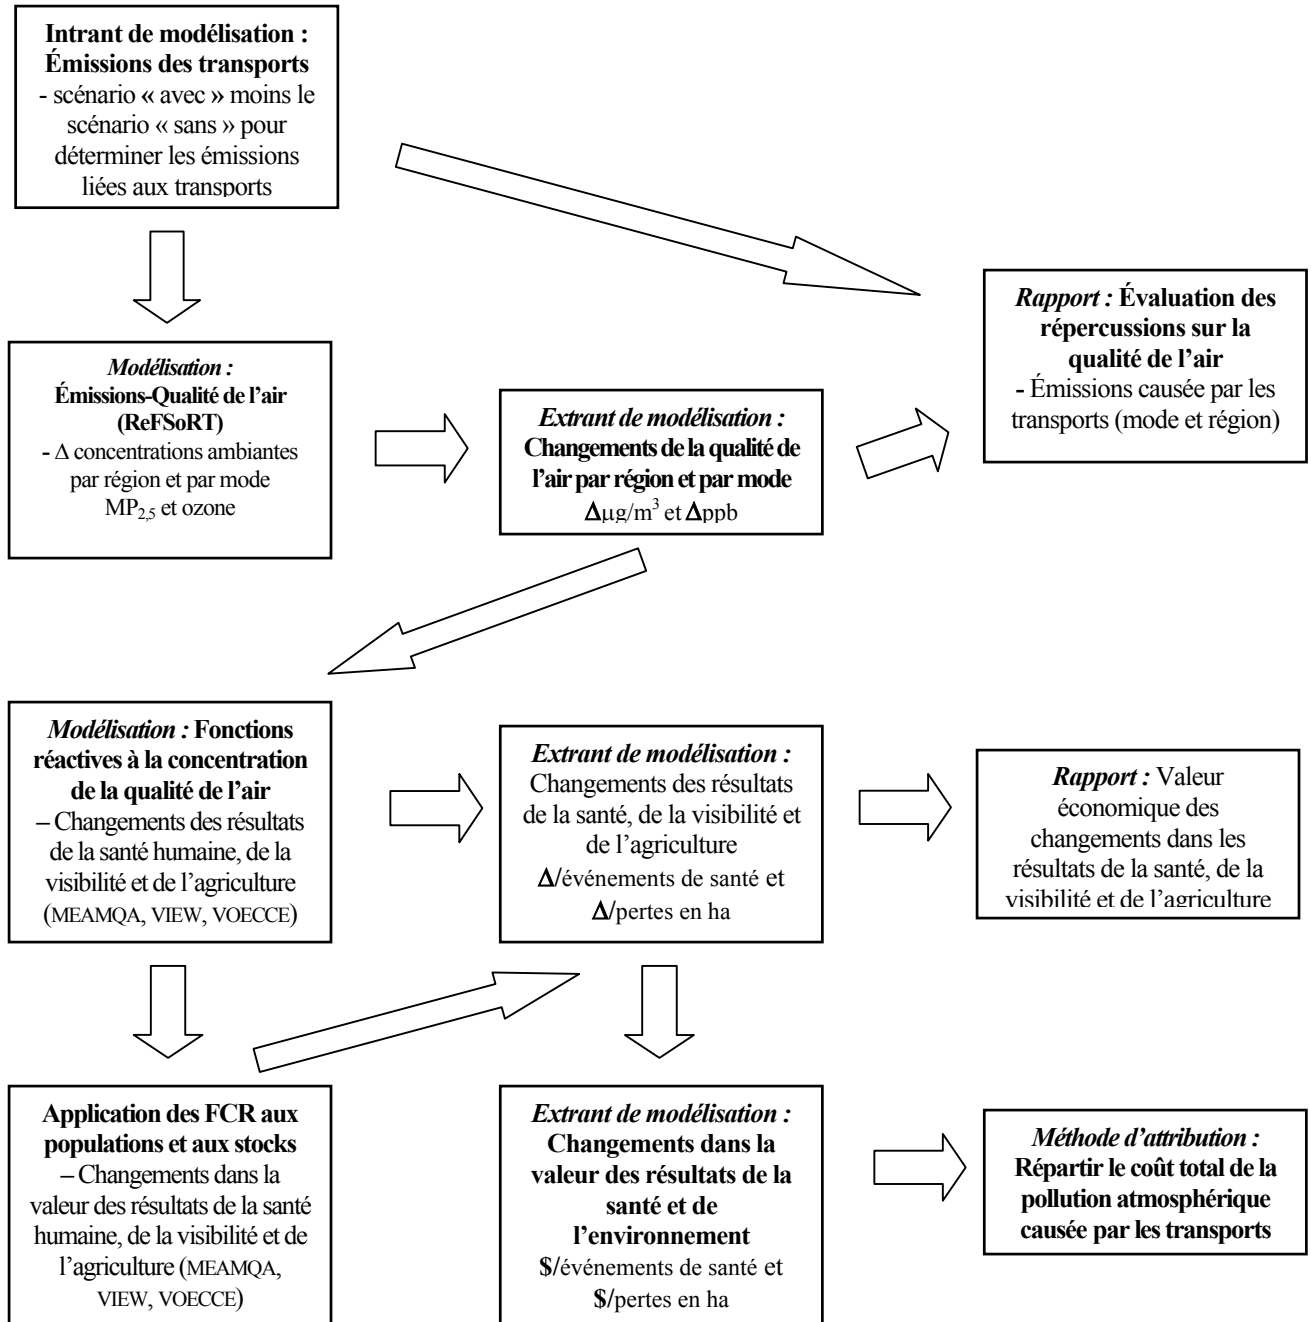 Intrant de modélisation :
Émissions des transports
- scénario « avec » moins le
scénario « sans » pour
déterminer les émissions
liées aux transports
Rapport : Évaluation des
répercussions sur la
qualité de l'air
- Émissions causée par les
transports (mode et région)
Modélisation :
Émissions-Qualité de l'air
(ReFSoRT)
- Δ concentrations ambiantes
par région et par mode
MP2,5 et ozone
Extrant de modélisation :
Changements de la qualité de
l'air par région et par mode
Δμg/m³ et Δppb
Modélisation : Fonctions
réactives à la concentration
de la qualité de l'air
– Changements des résultats
de la santé humaine, de la
visibilité et de l'agriculture
(MEAMQA, VIEW, VOECCE)
Extrant de modélisation :
Changements des résultats
de la santé, de la visibilité et
de l'agriculture
Δ/événements de santé et
Δ/pertes en ha
Rapport : Valeur
économique des
changements dans les
résultats de la santé, de la
visibilité et de l'agriculture
Application des FCR aux
populations et aux stocks
– Changements dans la
valeur des résultats de la santé
humaine, de la visibilité et de
l'agriculture (MEAMQA,
VIEW, VOECCE)
Extrant de modélisation :
Changements dans la
valeur des résultats de la
santé et de
l'environnement
$/événements de santé et
$/pertes en ha
Méthode d'attribution :
Répartir le coût total de la
pollution atmosphérique
causée par les transports